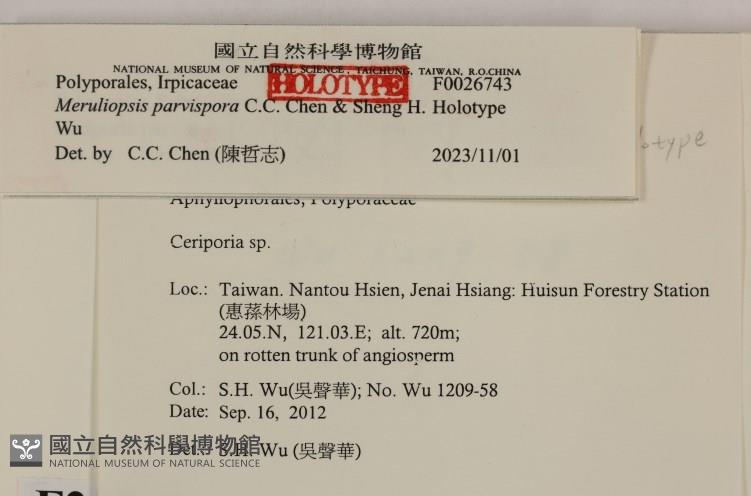 國立自然科學博物館
NATIONAL MUSEUM OF NATURAL SCIENCE, TAICHUNG, TAIWAN, R.O.CHINA
HOLOTYPE
Polyporales, Irpicaceae F0026743
Meruliopsis parvispora C.C. Chen & Sheng H. Holotype
Wu
Det. by C.C. Chen (陳哲志) 2023/11/01
otype
Aphyllophorales, Polyporaceae
Ceriporia sp.
Loc.: Taiwan. Nantou Hsien, Jenai Hsiang: Huisun Forestry Station
(惠蓀林場)
24.05.N, 121.03.E; alt. 720m;
on rotten trunk of angiosperm
Col.: S.H. Wu(吳聲華); No. Wu 1209-58
Date: Sep. 16, 2012
Det.: S.H. Wu (吳聲華)
國立自然科學博物館
NATIONAL MUSEUM OF NATURAL SCIENCE